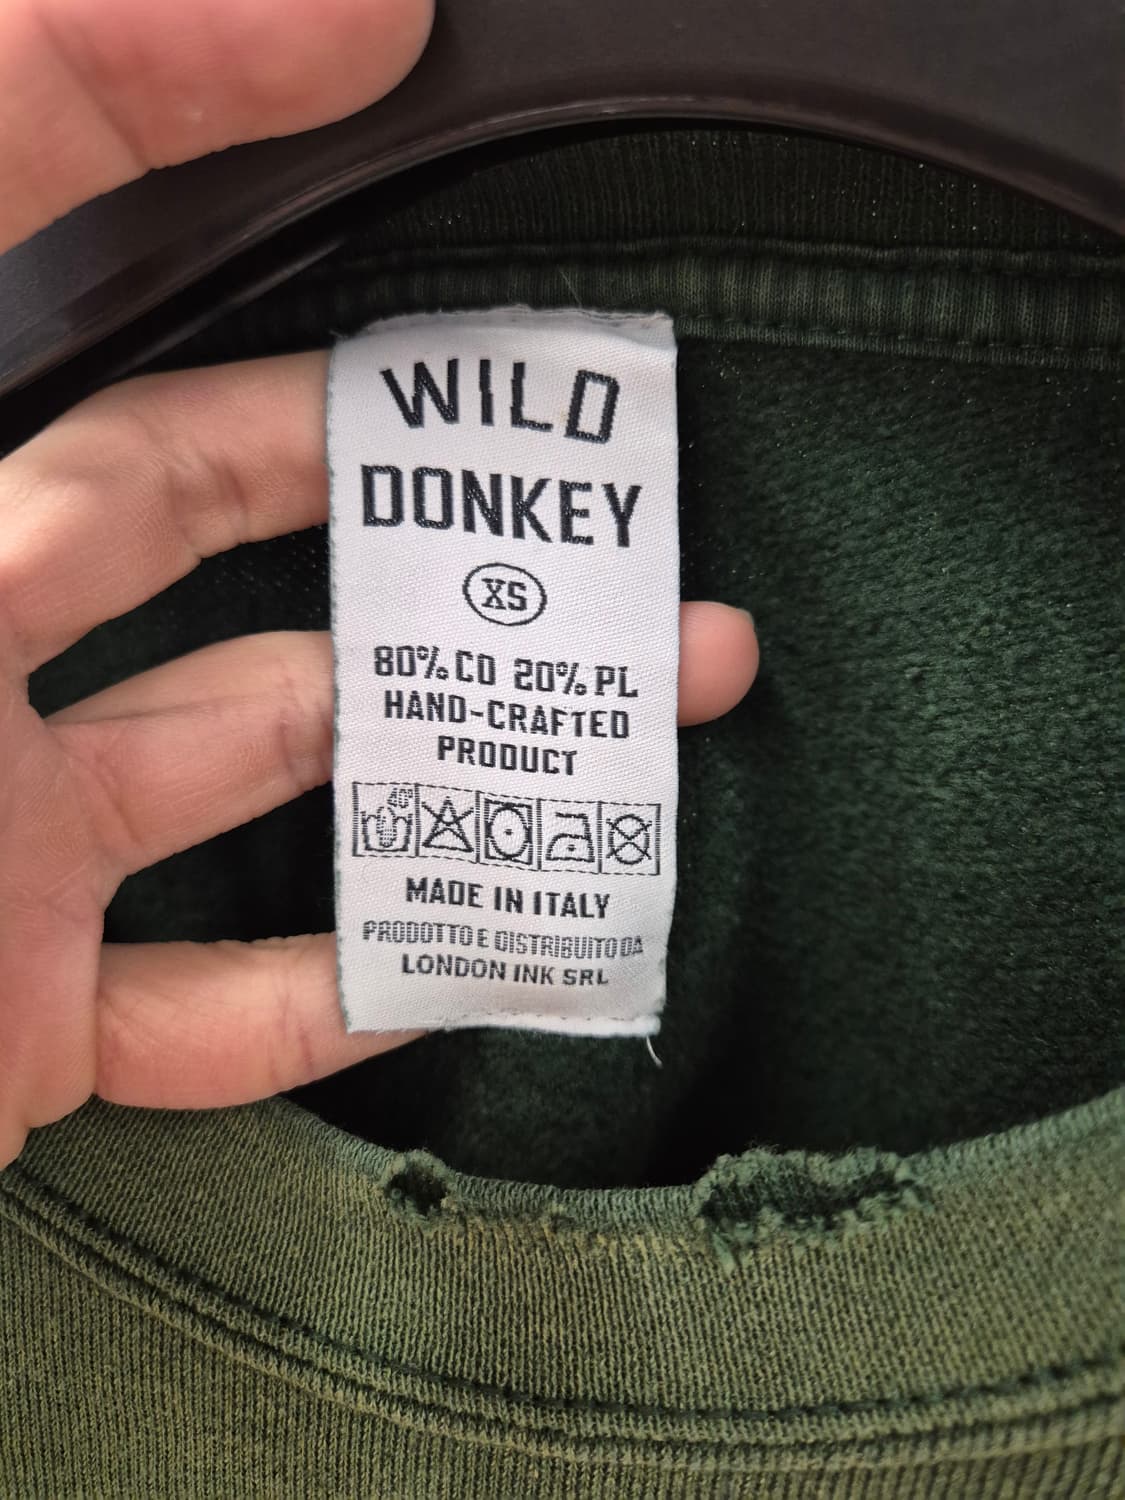 WILD
DONKEY
XS
80% CO 20% PL
HAND-CRAFTED
PRODUCT
40°
MADE IN ITALY
PRODOTTO E DISTRIBUITO DA
LONDON INK SRL